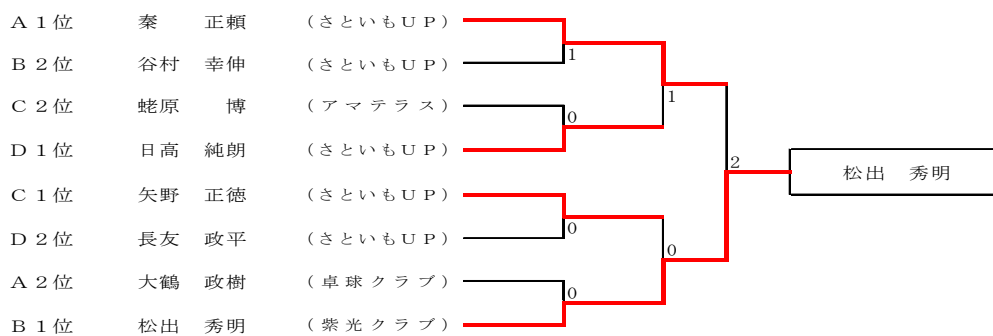 A1位 秦 正頼 (さといもUP)
1
B2位 谷村 幸伸 (さといもUP)
1
C2位 蛯原 博 (アマテラス)
0
D1位 日高 純朗 (さといもUP)
2
松出 秀明
C1位 矢野 正徳 (さといもUP)
0
D2位 長友 政平 (さといもUP)
0
A2位 大鶴 政樹 (卓球クラブ)
0
B1位 松出 秀明 (紫光クラブ)